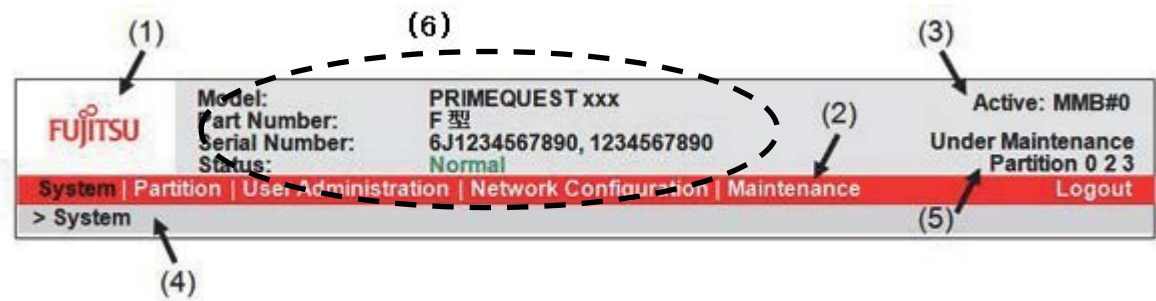 (1) (6) (3)
FUJITSU
Model: PRIMEQUEST xxx
Part Number: F 型
Serial Number: 6J1234567890, 1234567890
Status: Normal
(2)
Active: MMB#0
Under Maintenance
Partition 0 2 3
System | Partition | User Administration | Network Configuration | Maintenance Logout
> System
(5)
(4)